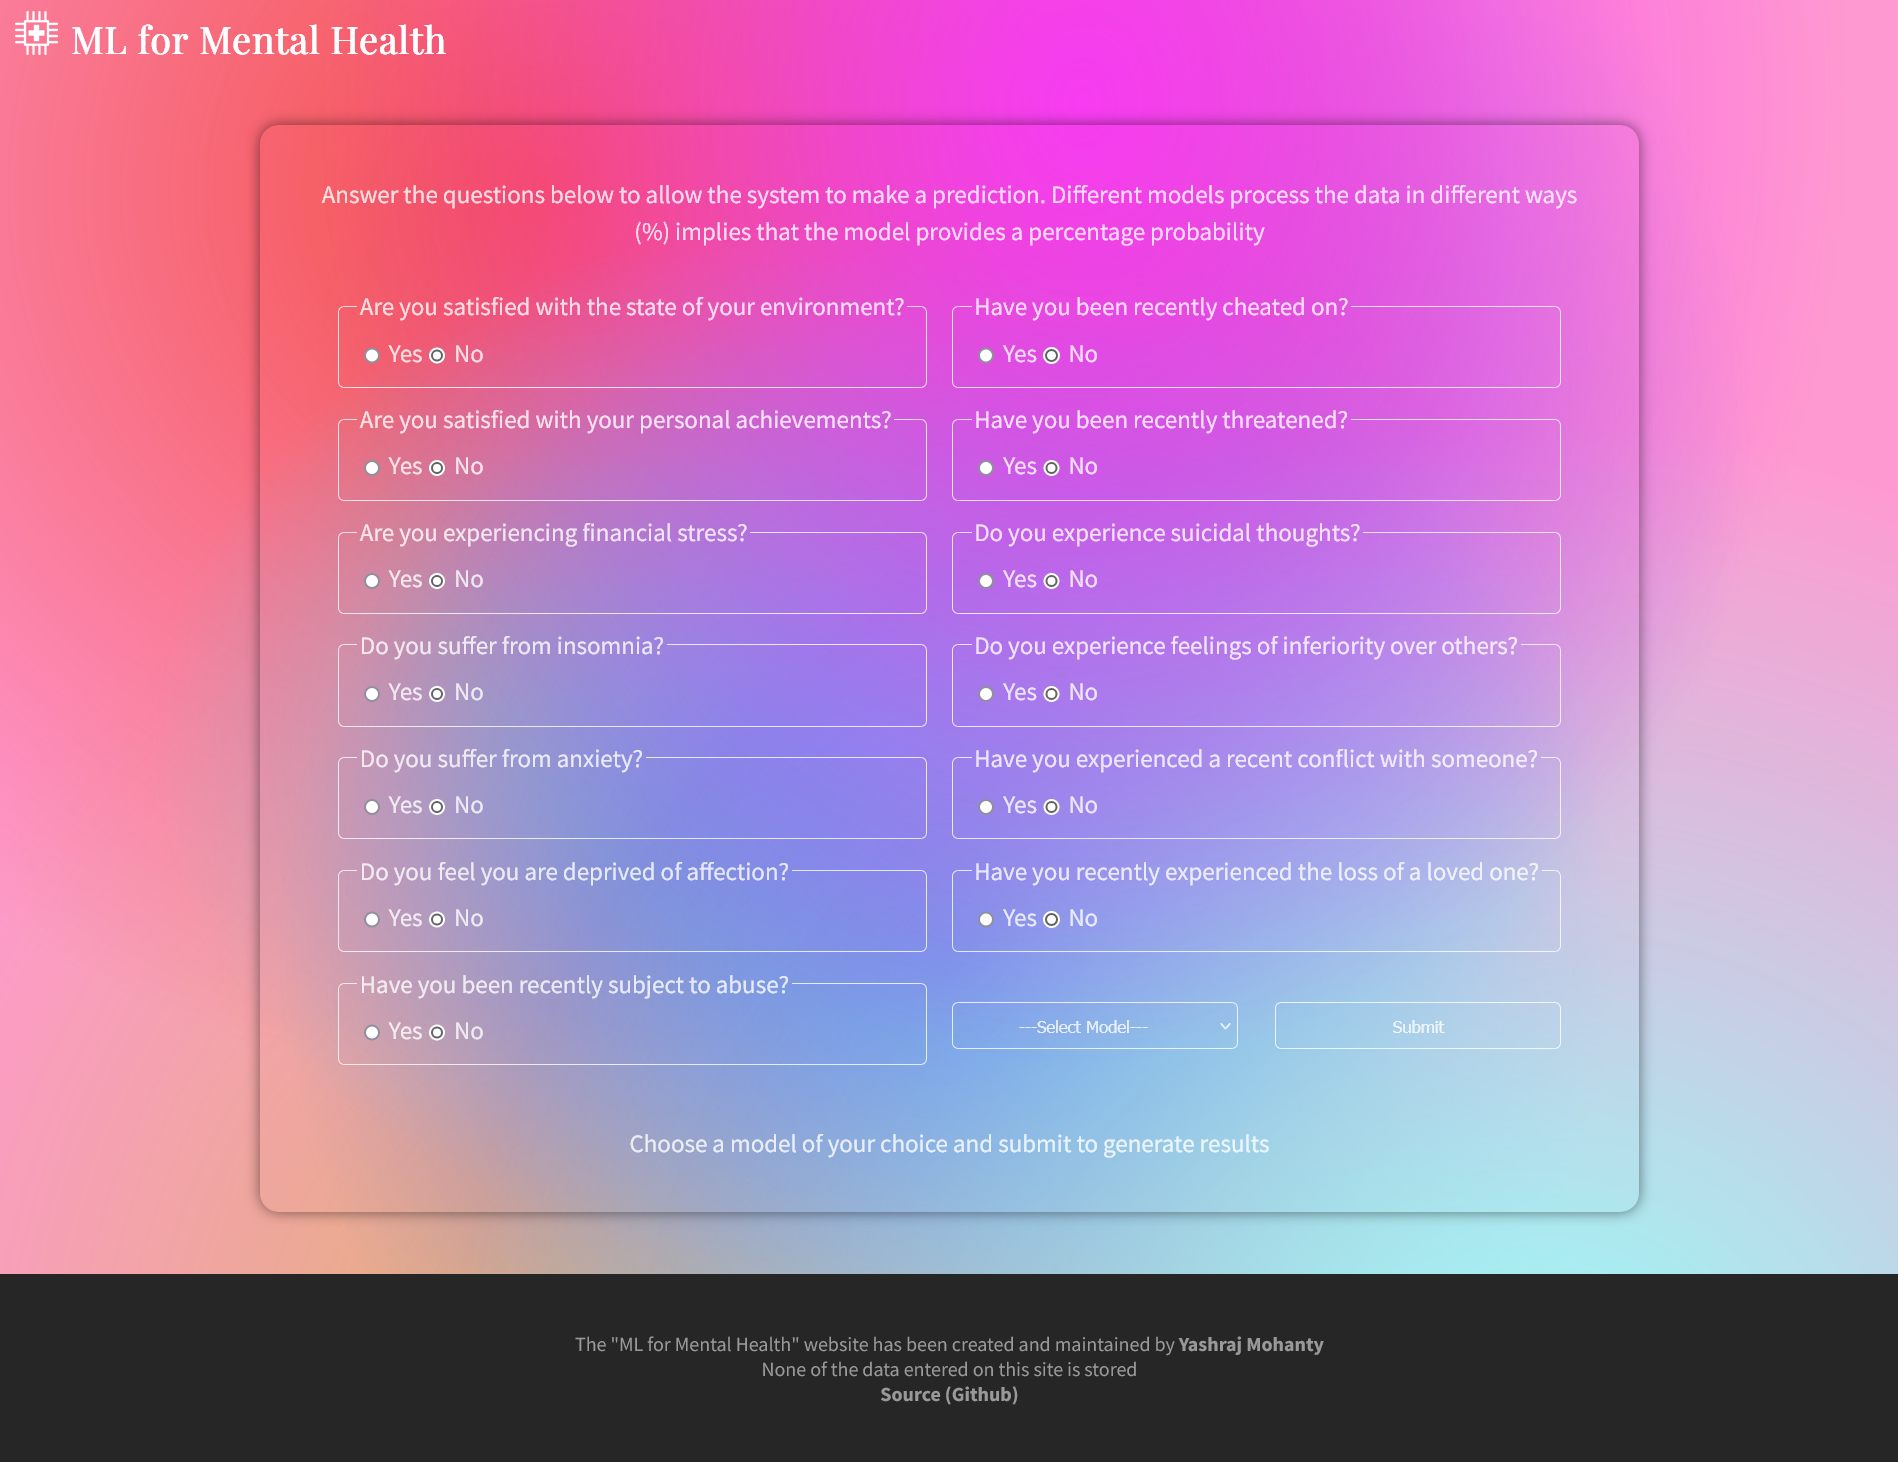 ML for Mental Health
Answer the questions below to allow the system to make a prediction. Different models process the data in different ways
(%) implies that the model provides a percentage probability
Are you satisfied with the state of your environment?
Yes No
Have you been recently cheated on?
Yes No
Are you satisfied with your personal achievements?
Yes No
Have you been recently threatened?
Yes No
Are you experiencing financial stress?
Yes No
Do you experience suicidal thoughts?
Yes No
Do you suffer from insomnia?
Yes No
Do you experience feelings of inferiority over others?
Yes No
Do you suffer from anxiety?
Yes No
Have you experienced a recent conflict with someone?
Yes No
Do you feel you are deprived of affection?
Yes No
Have you recently experienced the loss of a loved one?
Yes No
Have you been recently subject to abuse?
Yes No
---Select Model---
Submit
Choose a model of your choice and submit to generate results
The "ML for Mental Health" website has been created and maintained by Yashraj Mohanty
None of the data entered on this site is stored
Source (Github)